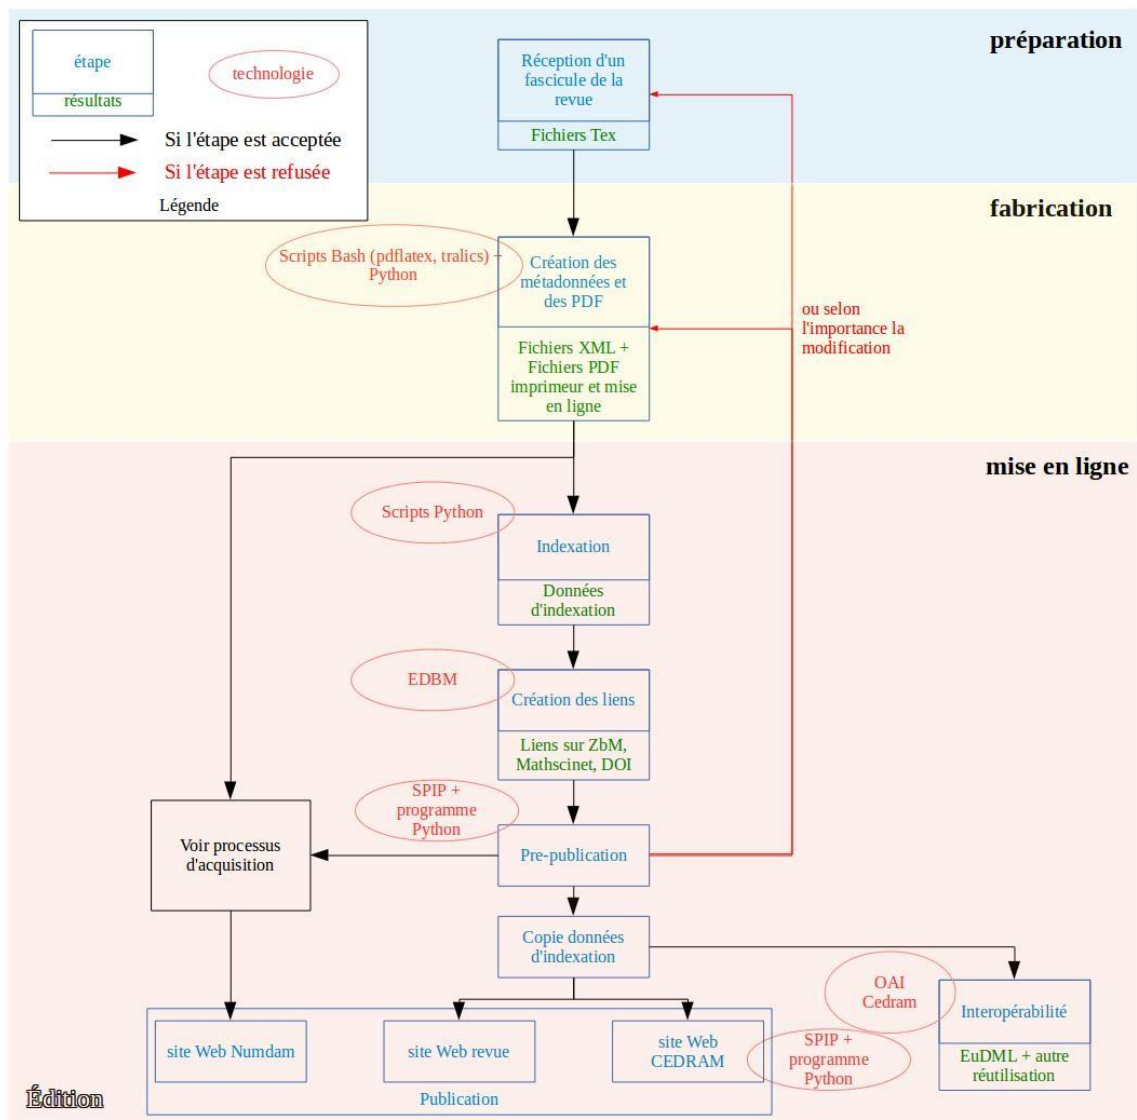 préparation
étape
résultats
technologie
Si l'étape est acceptée
Si l'étape est refusée
Légende
Réception d'un
fascicule de la
revue
Fichiers Tex
fabrication
Scripts Bash (pdflatex, tralics) +
Python
Création des
métadonnées et
des PDF
Fichiers XML +
Fichiers PDF
imprimeur et mise
en ligne
ou selon
l'importance la
modification
mise en ligne
Scripts Python
Indexation
Données
d'indexation
EDBM
Création des liens
Liens sur ZbM,
Mathscinet, DOI
SPIP +
programme
Python
Pre-publication
Voir processus
d'acquisition
Copie données
d'indexation
OAI
Cedram
Interopérabilité
EuDML + autre
réutilisation
site Web Numdam
site Web revue
site Web
CEDRAM
SPIP +
programme
Python
Publication
Édition